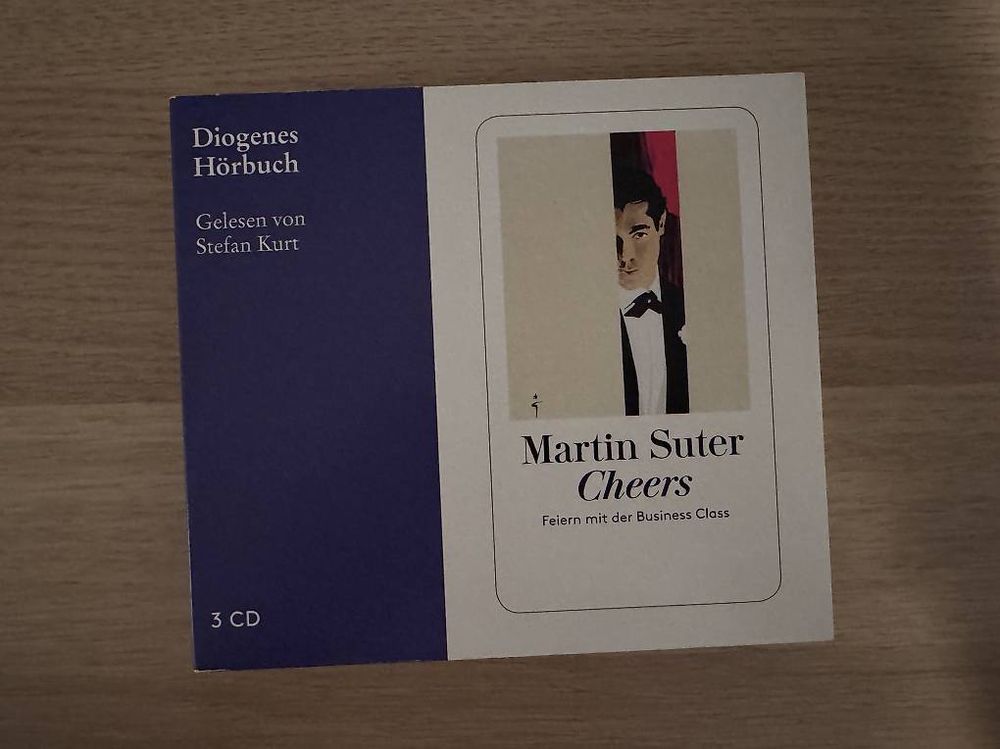 Diogenes
Hörbuch
Gelesen von
Stefan Kurt
3 CD
Martin Suter
Cheers
Feiern mit der Business Class